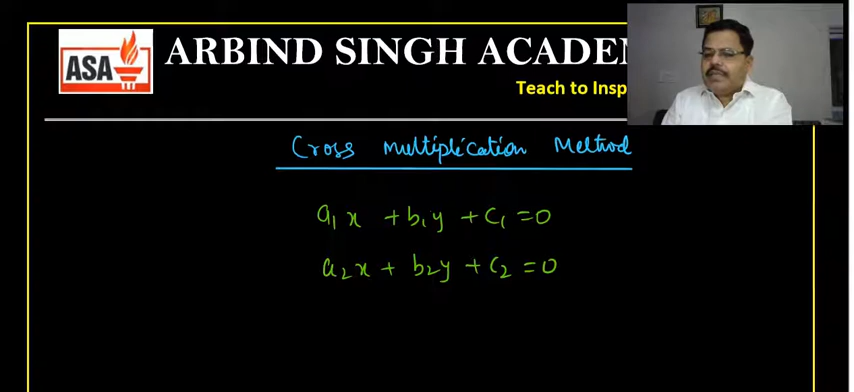 ASA
ARBIND SINGH ACADEM
Teach to Insp
Cross Multiplication Method
a₁x + b₁y + c₁ = 0
a₂x + b₂y + c₂ = 0